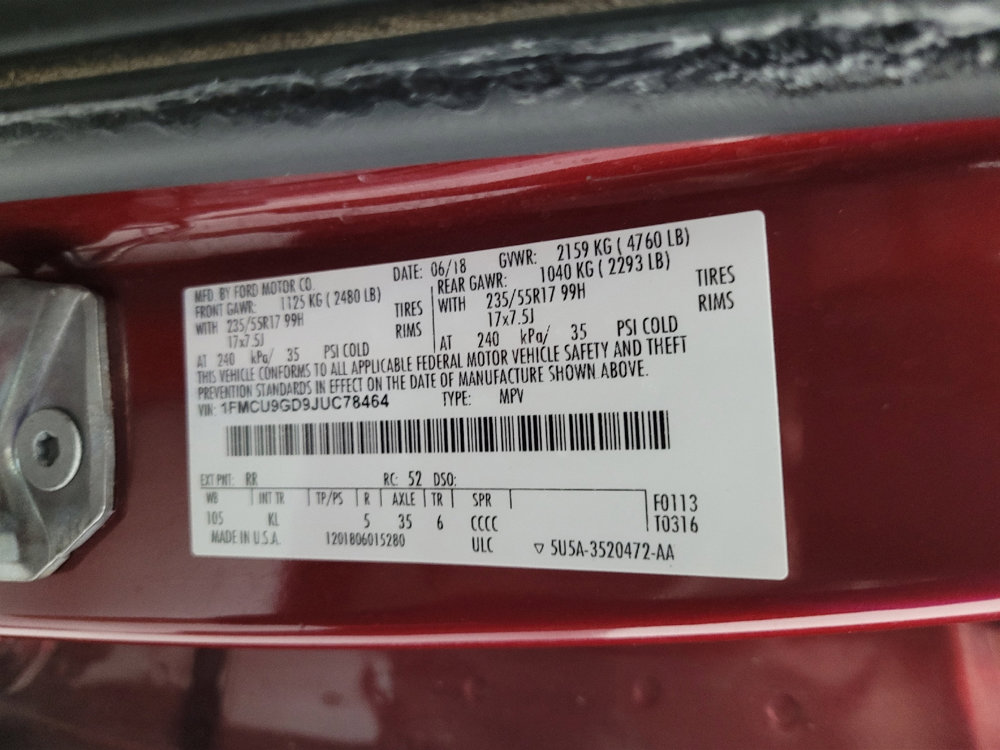 MFD. BY FORD MOTOR CO. DATE: 06/18 GVWR: 2159 KG ( 4760 LB)
FRONT GAWR: 1125 KG ( 2480 LB) REAR GAWR: 1040 KG ( 2293 LB)
WITH 235/55R17 99H TIRES WITH 235/55R17 99H TIRES
17x7.5J RIMS 17x7.5J RIMS
AT 240 kPa/ 35 PSI COLD AT 240 kPa/ 35 PSI COLD
THIS VEHICLE CONFORMS TO ALL APPLICABLE FEDERAL MOTOR VEHICLE SAFETY AND THEFT
PREVENTION STANDARDS IN EFFECT ON THE DATE OF MANUFACTURE SHOWN ABOVE.
VIN: 1FMCU9GD9JUC78464 TYPE: MPV
EXT PNT: RR RC: 52 DSO:
WB INT TR TP/PS R AXLE TR SPR F0113
105 KL 5 35 6 CCCC T0316
MADE IN U.S.A. 1201806015280 ULC ▽ 5U5A-3520472-AA